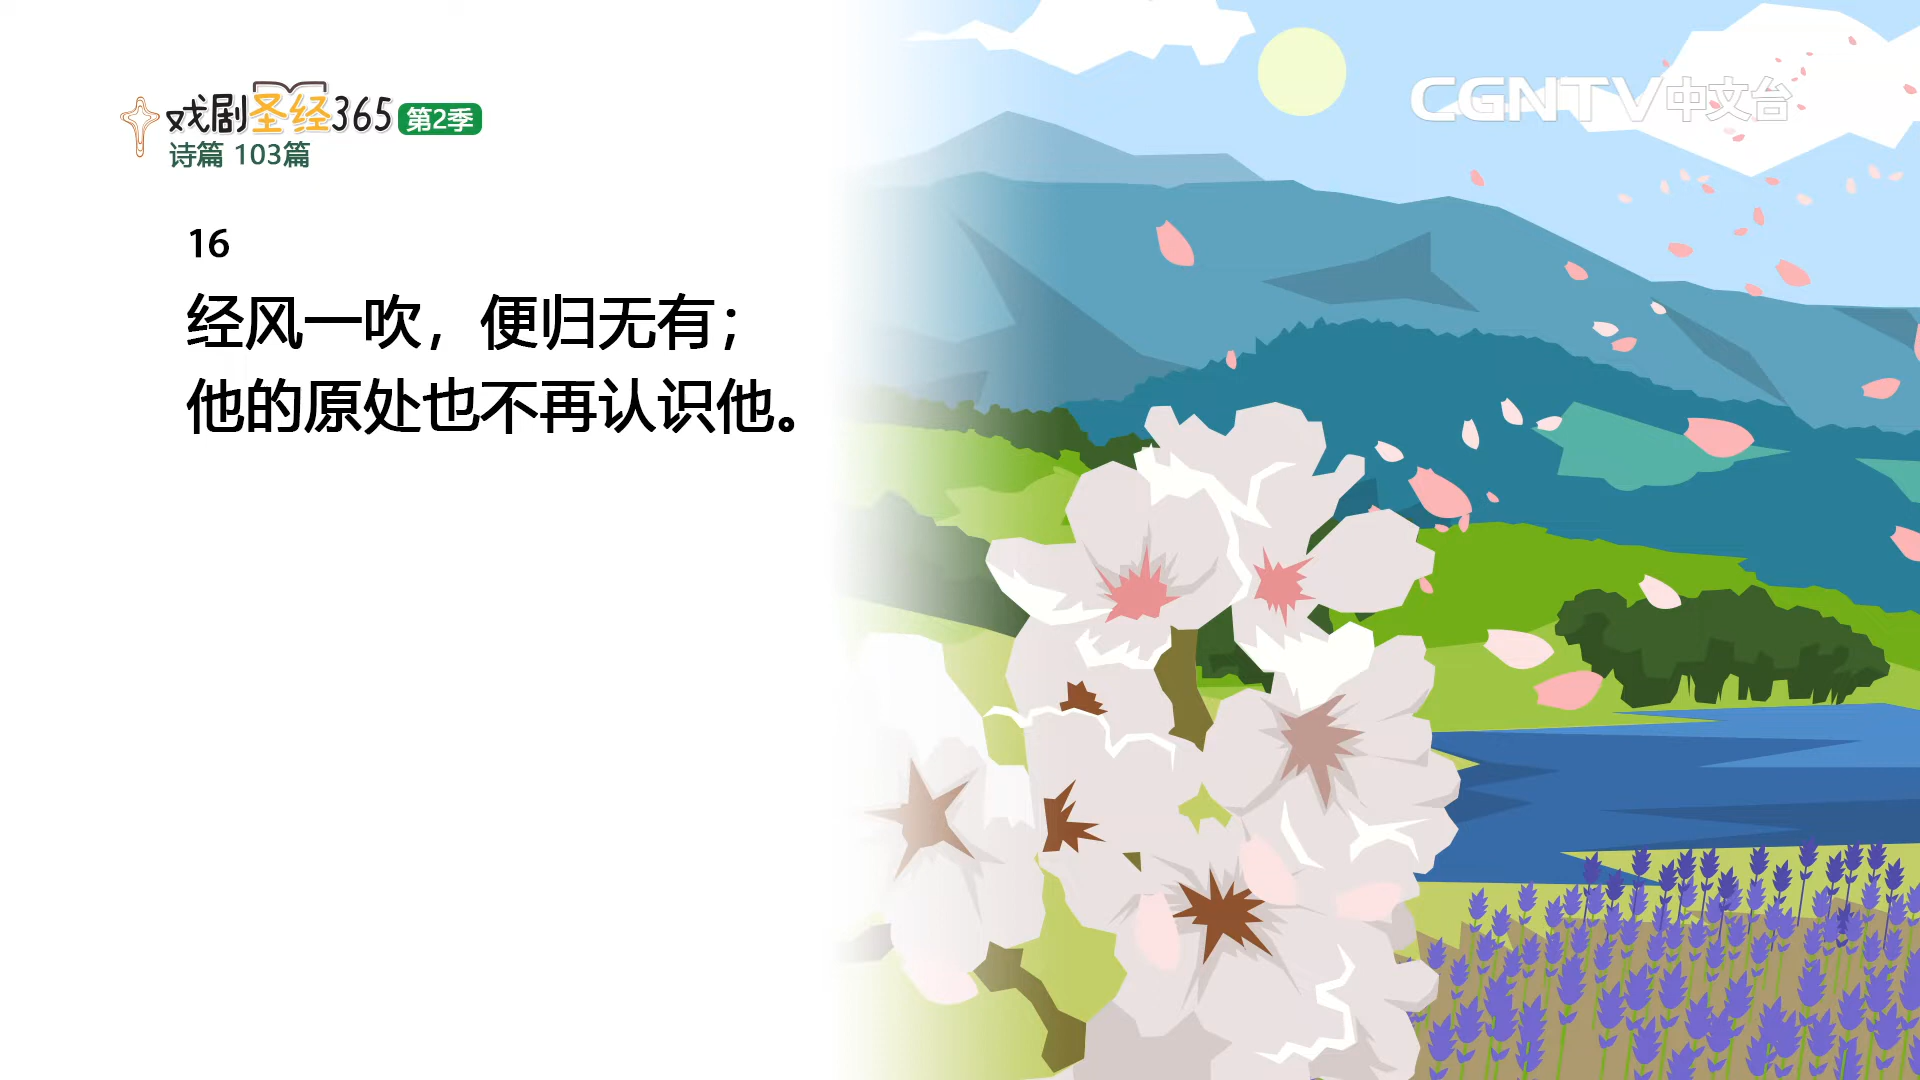 戏剧圣经365 第2季
诗篇 103篇
CGNTV中文台
16
经风一吹，便归无有；
他的原处也不再认识他。